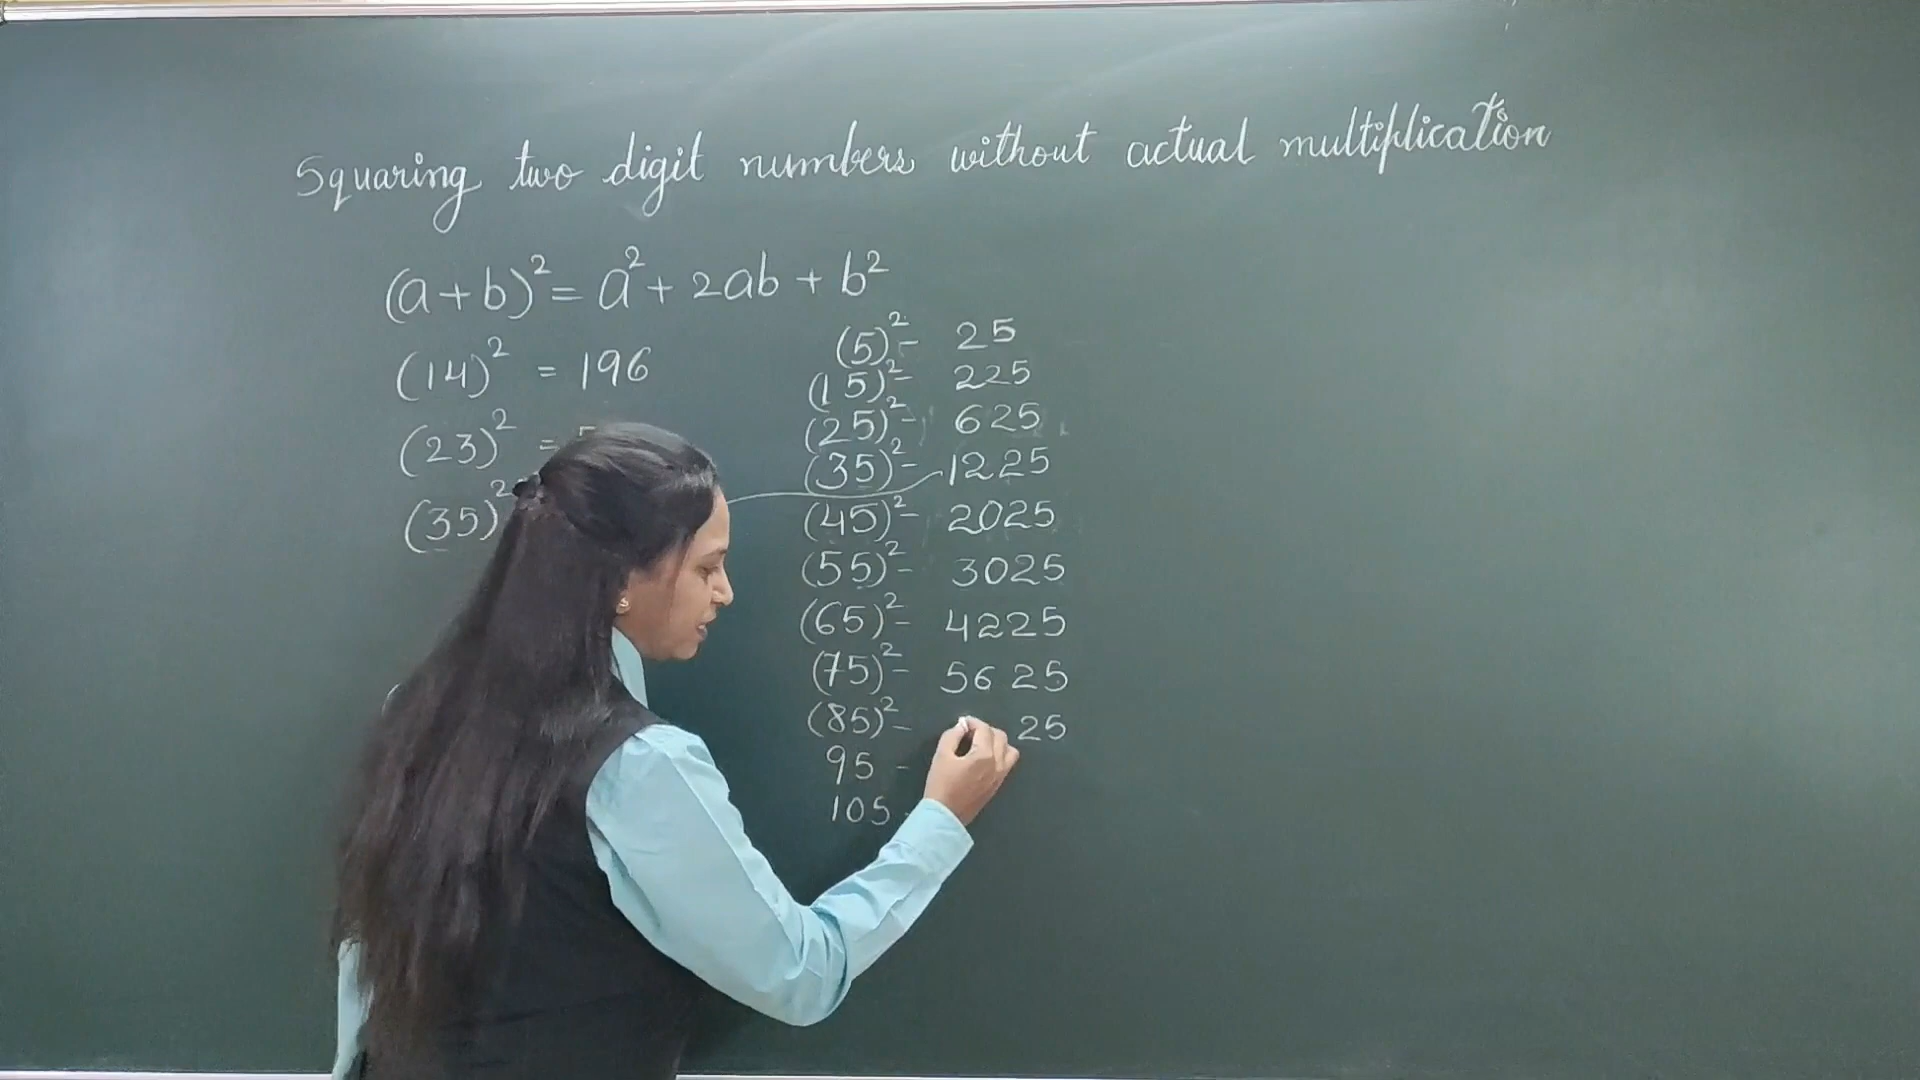 Squaring two digit numbers without actual multiplication
(a+b)² = a² + 2ab + b²
(14)² = 196
(23)² =
(35)²
(5)² - 25
(15)² - 225
(25)² - 625
(35)² - 1225
(45)² - 2025
(55)² - 3025
(65)² - 4225
(75)² - 5625
(85)² - 25
95 -
105 -